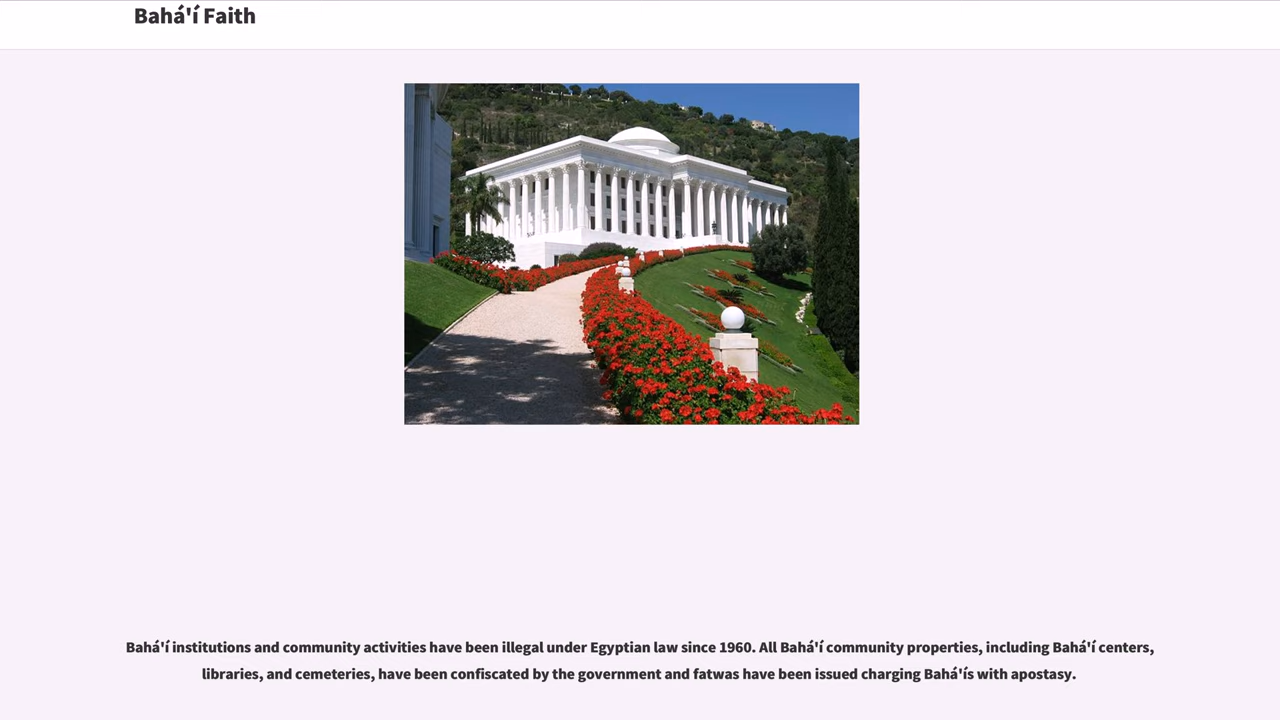 Bahá'í Faith
Bahá'í institutions and community activities have been illegal under Egyptian law since 1960. All Bahá'í community properties, including Bahá'í centers,
libraries, and cemeteries, have been confiscated by the government and fatwas have been issued charging Bahá'ís with apostasy.